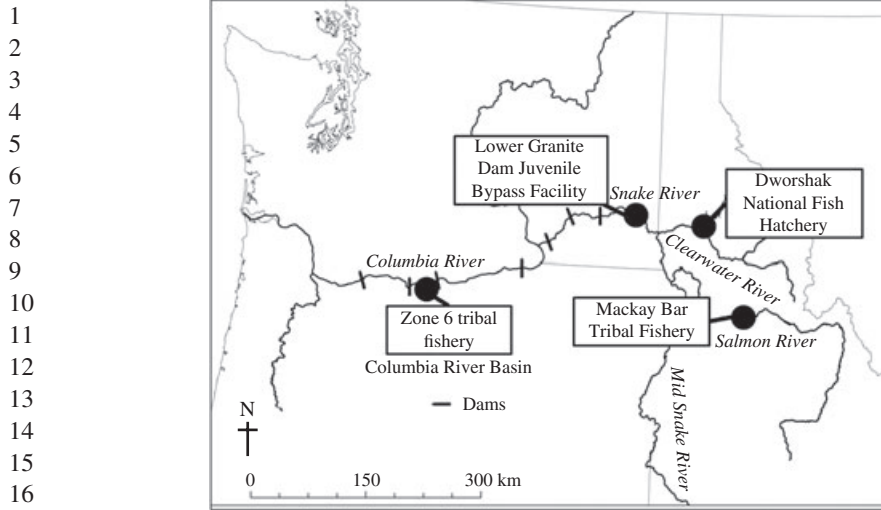 1
2
3
4
5
6
7
8
9
10
11
12
13
14
15
16
Lower Granite
Dam Juvenile
Bypass Facility
Snake River
Dworshak
National Fish
Hatchery
Clearwater River
Columbia River
Zone 6 tribal
fishery
Mackay Bar
Tribal Fishery
Salmon River
Columbia River Basin
Mid Snake River
Dams
N
0 150 300 km